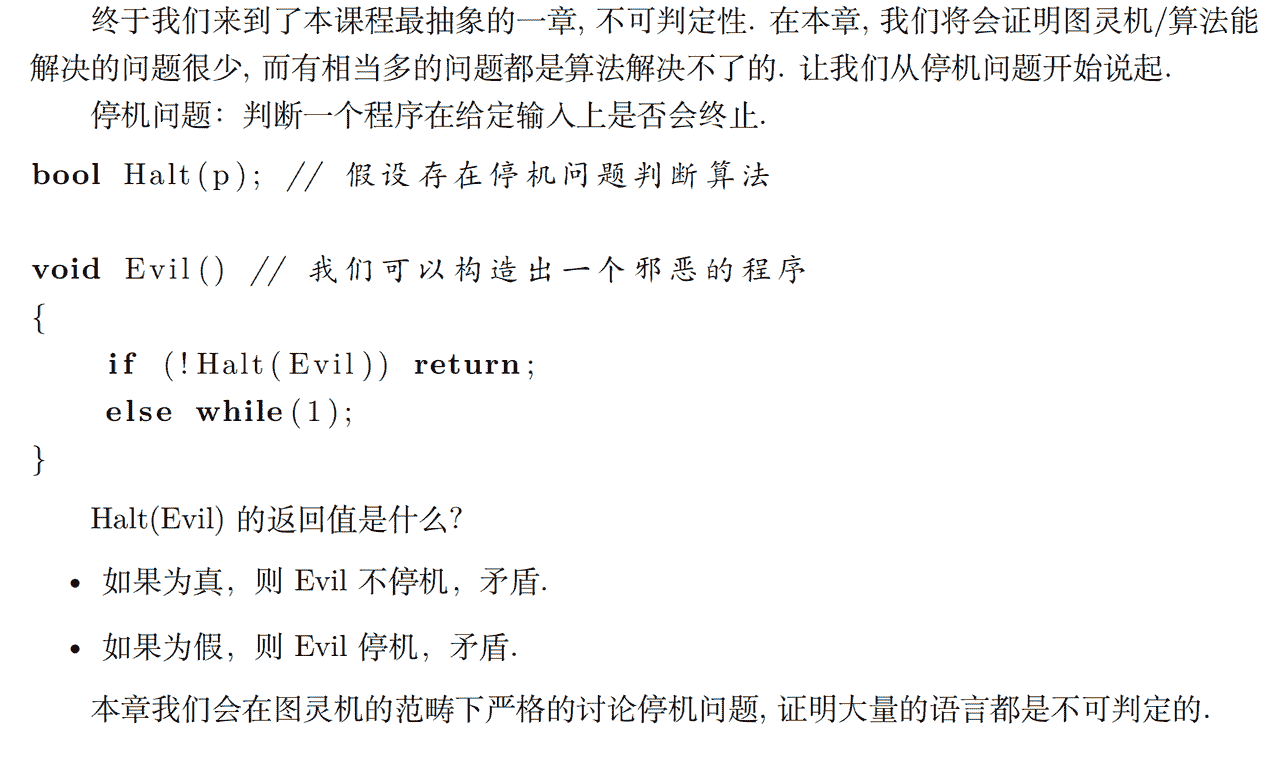 终于我们来到了本课程最抽象的一章, 不可判定性. 在本章, 我们将会证明图灵机/算法能
解决的问题很少, 而有相当多的问题都是算法解决不了的. 让我们从停机问题开始说起.
停机问题：判断一个程序在给定输入上是否会终止.
bool Halt(p); // 假设存在停机问题判断算法
void Evil() // 我们可以构造出一个邪恶的程序
{
if (!Halt(Evil)) return;
else while(1);
}
Halt(Evil) 的返回值是什么?
• 如果为真，则 Evil 不停机，矛盾.
• 如果为假，则 Evil 停机，矛盾.
本章我们会在图灵机的范畴下严格的讨论停机问题, 证明大量的语言都是不可判定的.